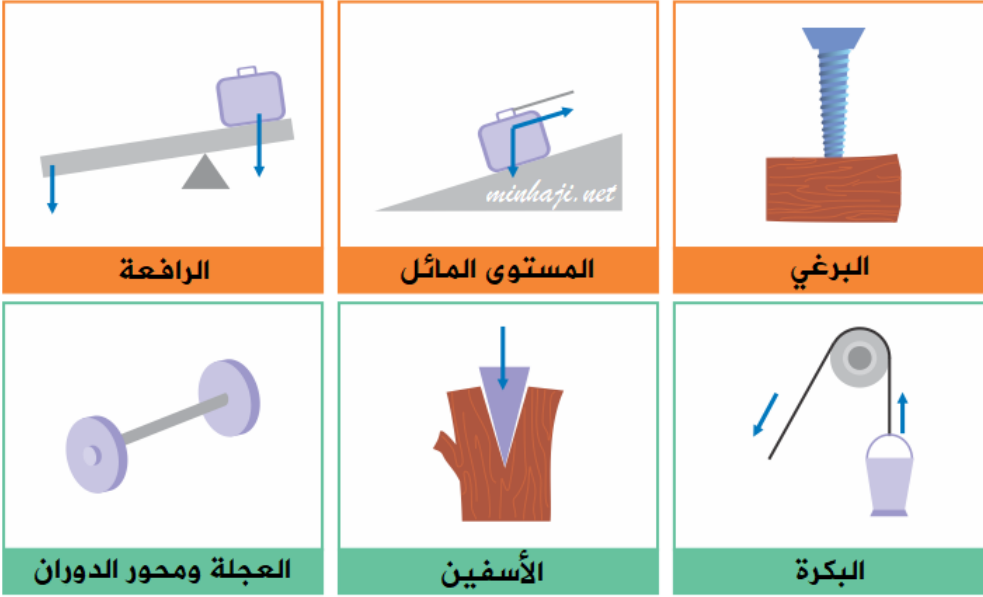 البرغي
المستوى المائل
الرافعة
minhaji.net
البكرة
الأسفين
العجلة ومحور الدوران